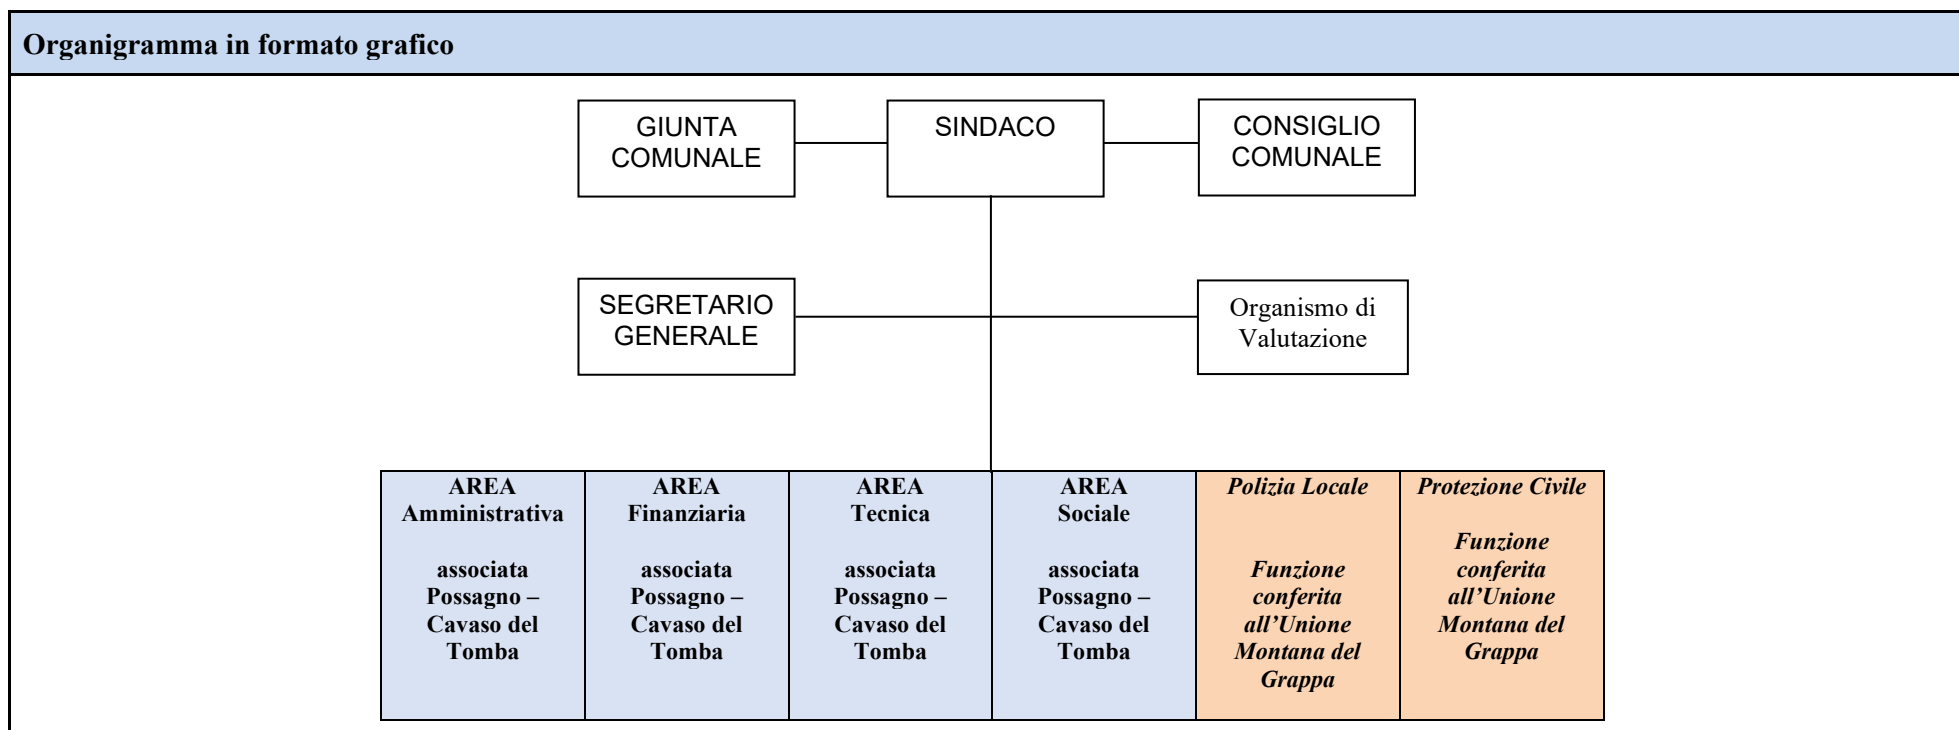 Organigramma in formato grafico
GIUNTA
COMUNALE
SINDACO
CONSIGLIO
COMUNALE
SEGRETARIO
GENERALE
Organismo di
Valutazione
AREA
Amministrativa
associata
Possagno –
Cavaso del
Tomba
AREA
Finanziaria
associata
Possagno –
Cavaso del
Tomba
AREA
Tecnica
associata
Possagno –
Cavaso del
Tomba
AREA
Sociale
associata
Possagno –
Cavaso del
Tomba
Polizia Locale
Funzione
conferita
all’Unione
Montana del
Grappa
Protezione Civile
Funzione
conferita
all’Unione
Montana del
Grappa